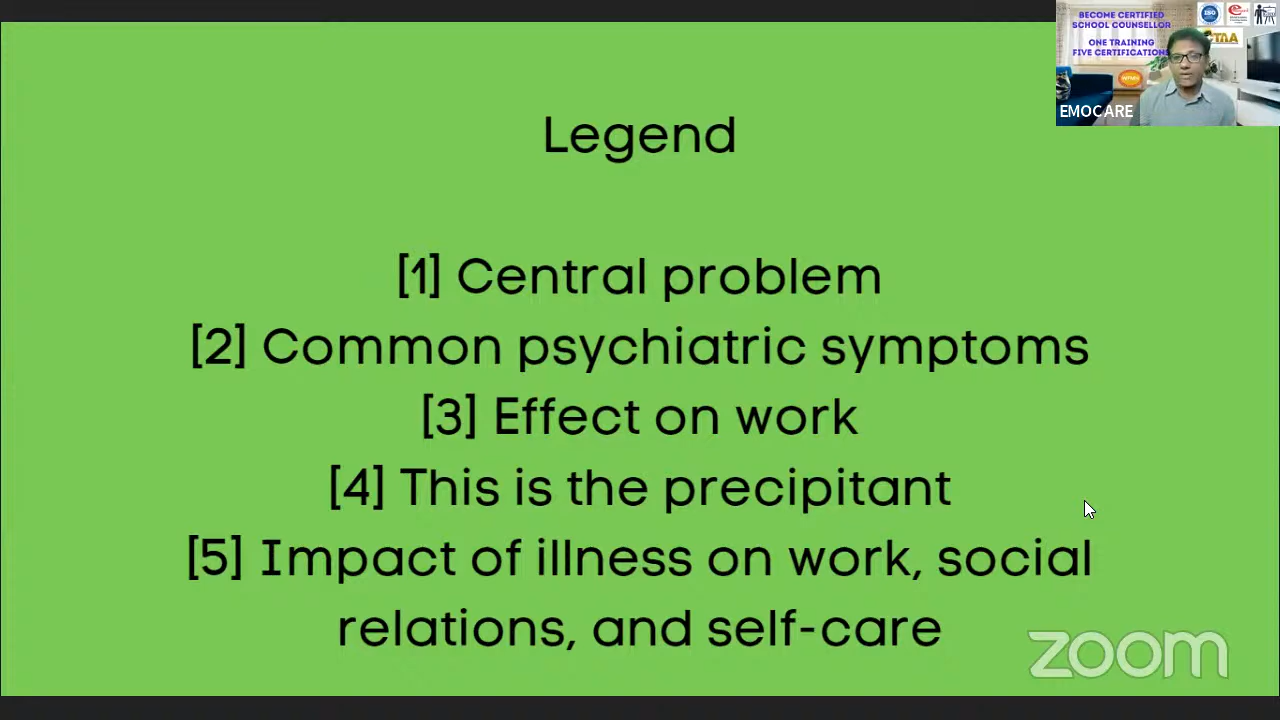 BECOME CERTIFIED
SCHOOL COUNSELLOR
ONE TRAINING
FIVE CERTIFICATIONS
ISO
EMOCARE
Legend
[1] Central problem
[2] Common psychiatric symptoms
[3] Effect on work
[4] This is the precipitant
[5] Impact of illness on work, social
relations, and self-care
zoom